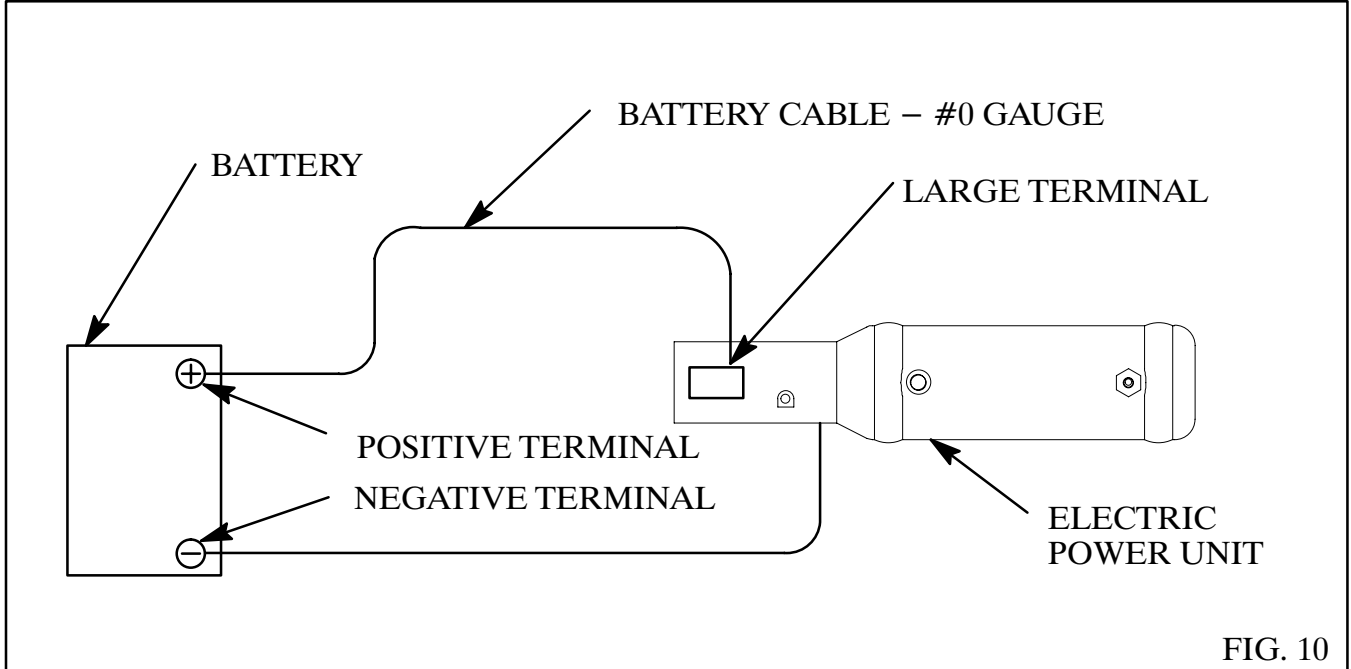 BATTERY CABLE – #0 GAUGE
BATTERY
LARGE TERMINAL
+
POSITIVE TERMINAL
NEGATIVE TERMINAL
−
ELECTRIC
POWER UNIT
FIG. 10